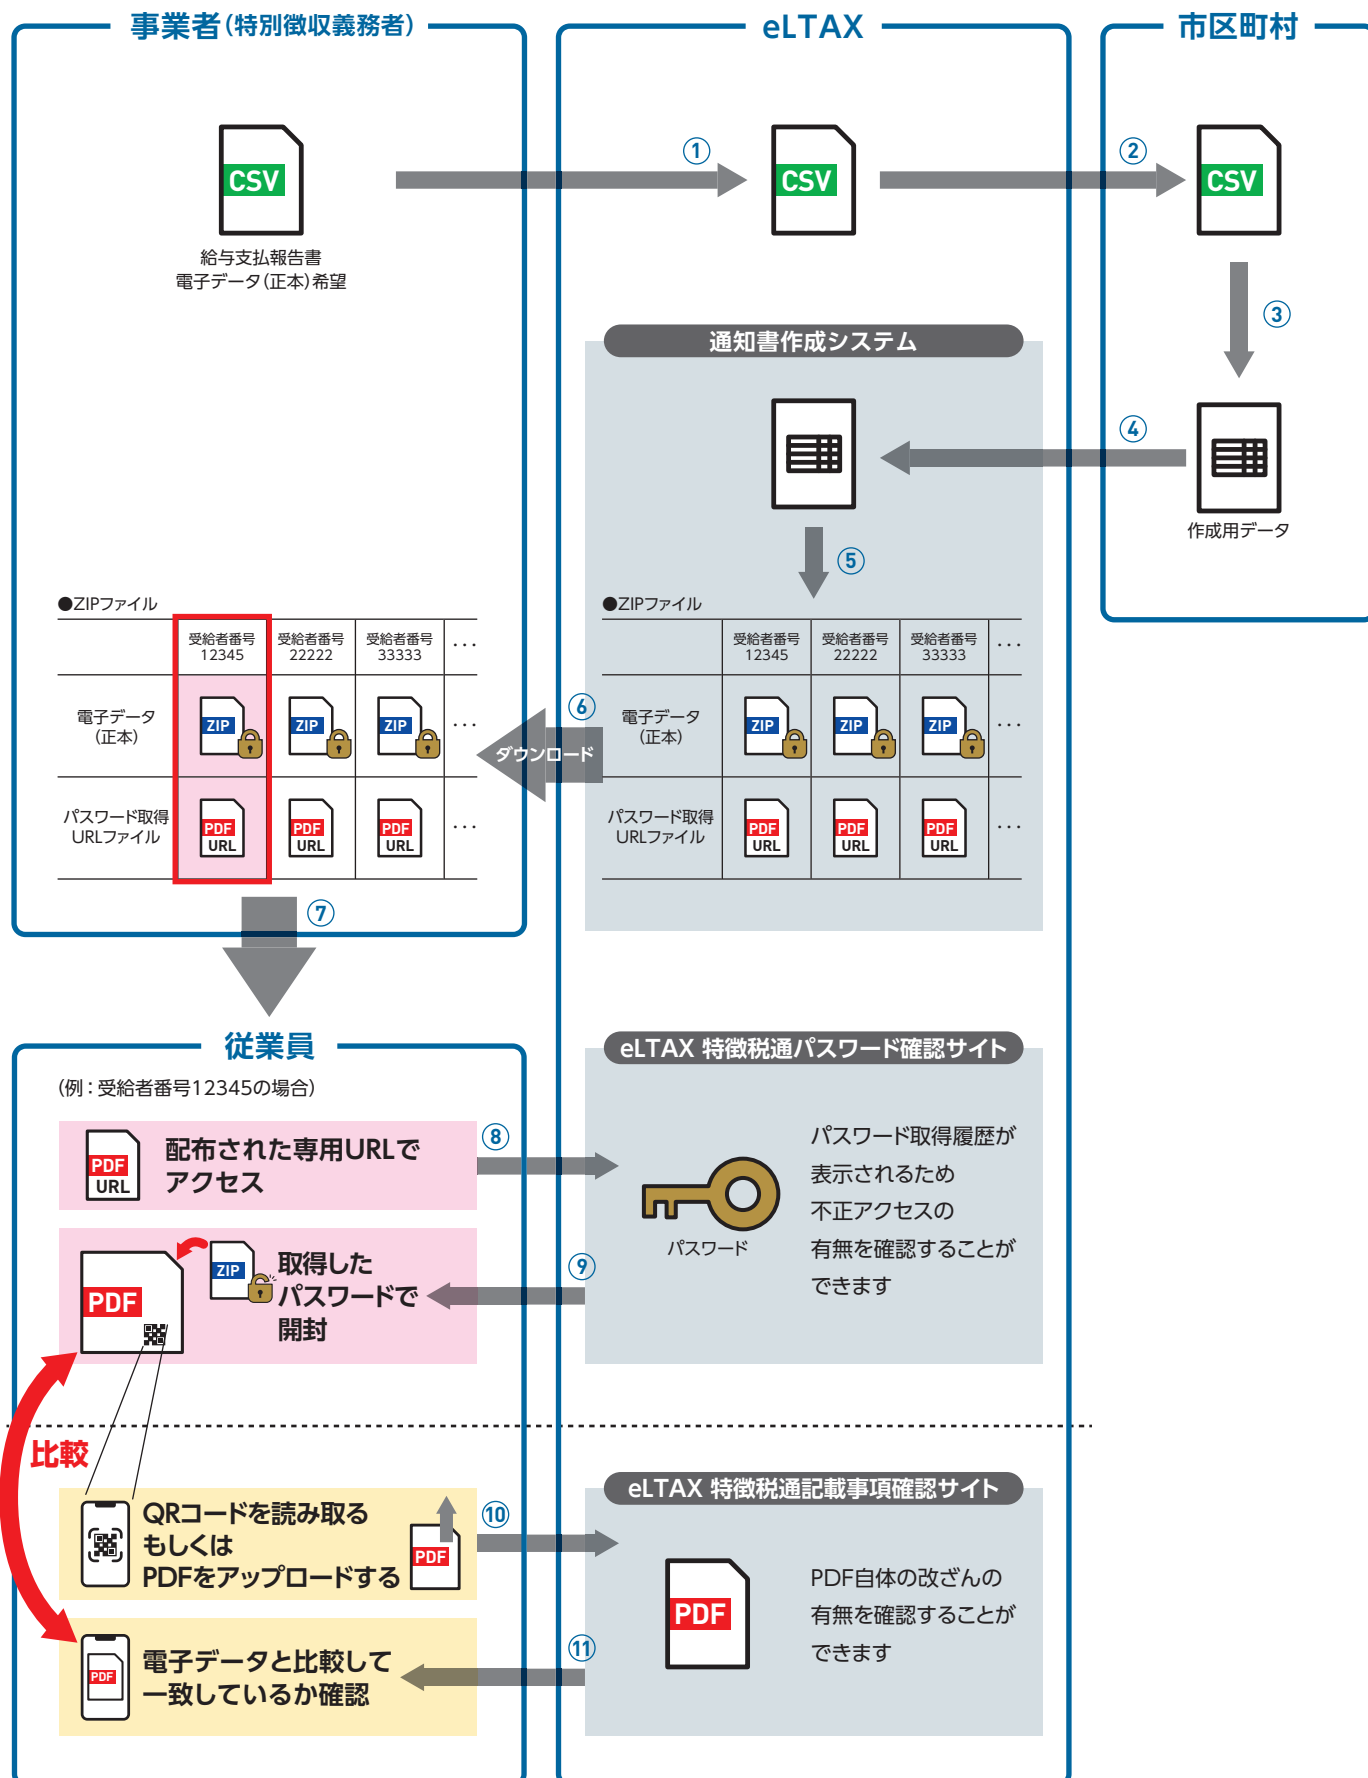 事業者(特別徴収義務者)
eLTAX
市区町村
①
②
CSV
CSV
CSV
給与支払報告書
電子データ(正本)希望
③
通知書作成システム
④
作成用データ
⑤
●ZIPファイル
受給者番号
12345
受給者番号
22222
受給者番号
33333
・・・
電子データ
(正本)
ZIP
ZIP
ZIP
・・・
パスワード取得
URLファイル
PDF
URL
PDF
URL
PDF
URL
・・・
⑥
ダウンロード
●ZIPファイル
受給者番号
12345
受給者番号
22222
受給者番号
33333
・・・
電子データ
(正本)
ZIP
ZIP
ZIP
・・・
パスワード取得
URLファイル
PDF
URL
PDF
URL
PDF
URL
・・・
⑦
従業員
(例：受給者番号12345の場合)
PDF
URL
配布された専用URLで
アクセス
⑧
eLTAX 特徴税通パスワード確認サイト
パスワード
パスワード取得履歴が
表示されるため
不正アクセスの
有無を確認することが
できます
PDF
ZIP
取得した
パスワードで
開封
⑨
比較
QRコードを読み取る
もしくは
PDFをアップロードする
PDF
⑩
eLTAX 特徴税通記載事項確認サイト
PDF
PDF自体の改ざんの
有無を確認することが
できます
PDF
電子データと比較して
一致しているか確認
⑪